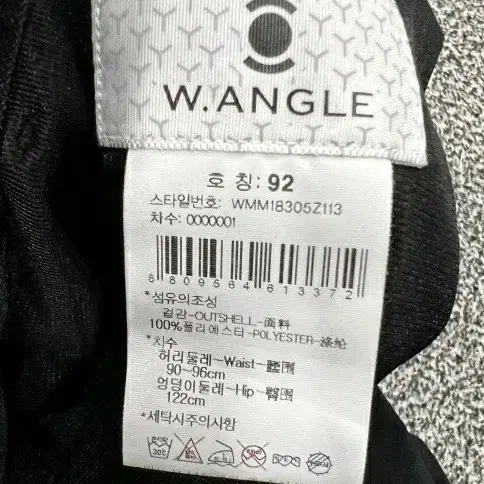 W.ANGLE
호 칭: 92
스타일번호: WMM18305Z113
차수: 0000001
8809564613372
*섬유의조성
겉감-OUTSHELL-面料
100%폴리에스터-POLYESTER-涤纶
*치수
허리둘레-Waist-腰围
90~96cm
엉덩이둘레-Hip-臀围
122cm
*세탁시주의사항
30℃